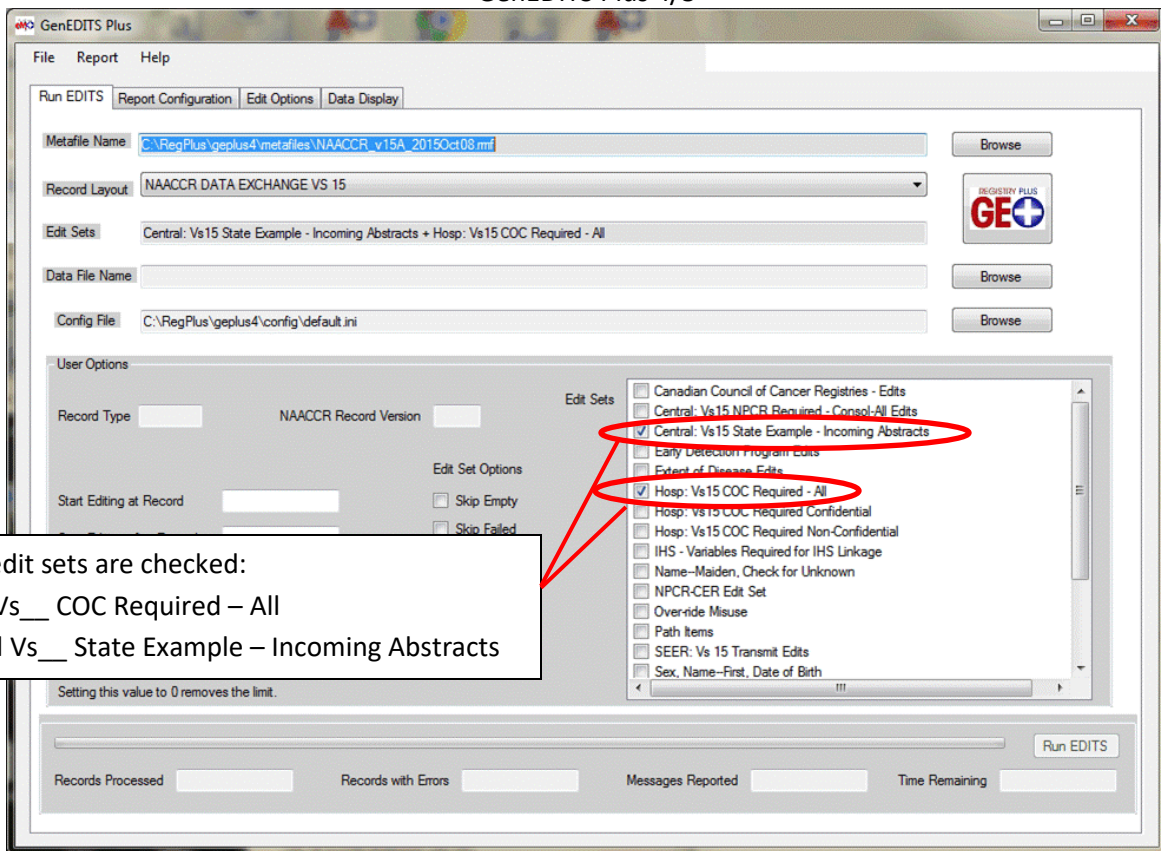 GenEDITS Plus
File Report Help
Run EDITS Report Configuration Edit Options Data Display
Metafile Name C:\RegPlus\geplus4\metafiles\NAACCR_v15A_2015Oct08.rmf Browse
Record Layout NAACCR DATA EXCHANGE VS 15
REGISTRY PLUS
GE
Edit Sets Central: Vs15 State Example - Incoming Abstracts + Hosp: Vs15 COC Required - All
Data File Name Browse
Config File C:\RegPlus\geplus4\config\default.ini Browse
User Options
Record Type NAACCR Record Version
Edit Sets
Canadian Council of Cancer Registries - Edits
Central: Vs15 NPCR Required - Consol-All Edits
Central: Vs15 State Example - Incoming Abstracts
Early Detection Program Edits
Extent of Disease Edits
Hosp: Vs15 COC Required - All
Hosp: Vs15 COC Required Confidential
Hosp: Vs15 COC Required Non-Confidential
IHS - Variables Required for IHS Linkage
Name--Maiden, Check for Unknown
NPCR-CER Edit Set
Over-ride Misuse
Path Items
SEER: Vs 15 Transmit Edits
Sex, Name--First, Date of Birth
Edit Set Options
Start Editing at Record Skip Empty
Skip Failed
edit sets are checked:
Vs__ COC Required – All
Vs__ State Example – Incoming Abstracts
Setting this value to 0 removes the limit.
Run EDITS
Records Processed Records with Errors Messages Reported Time Remaining